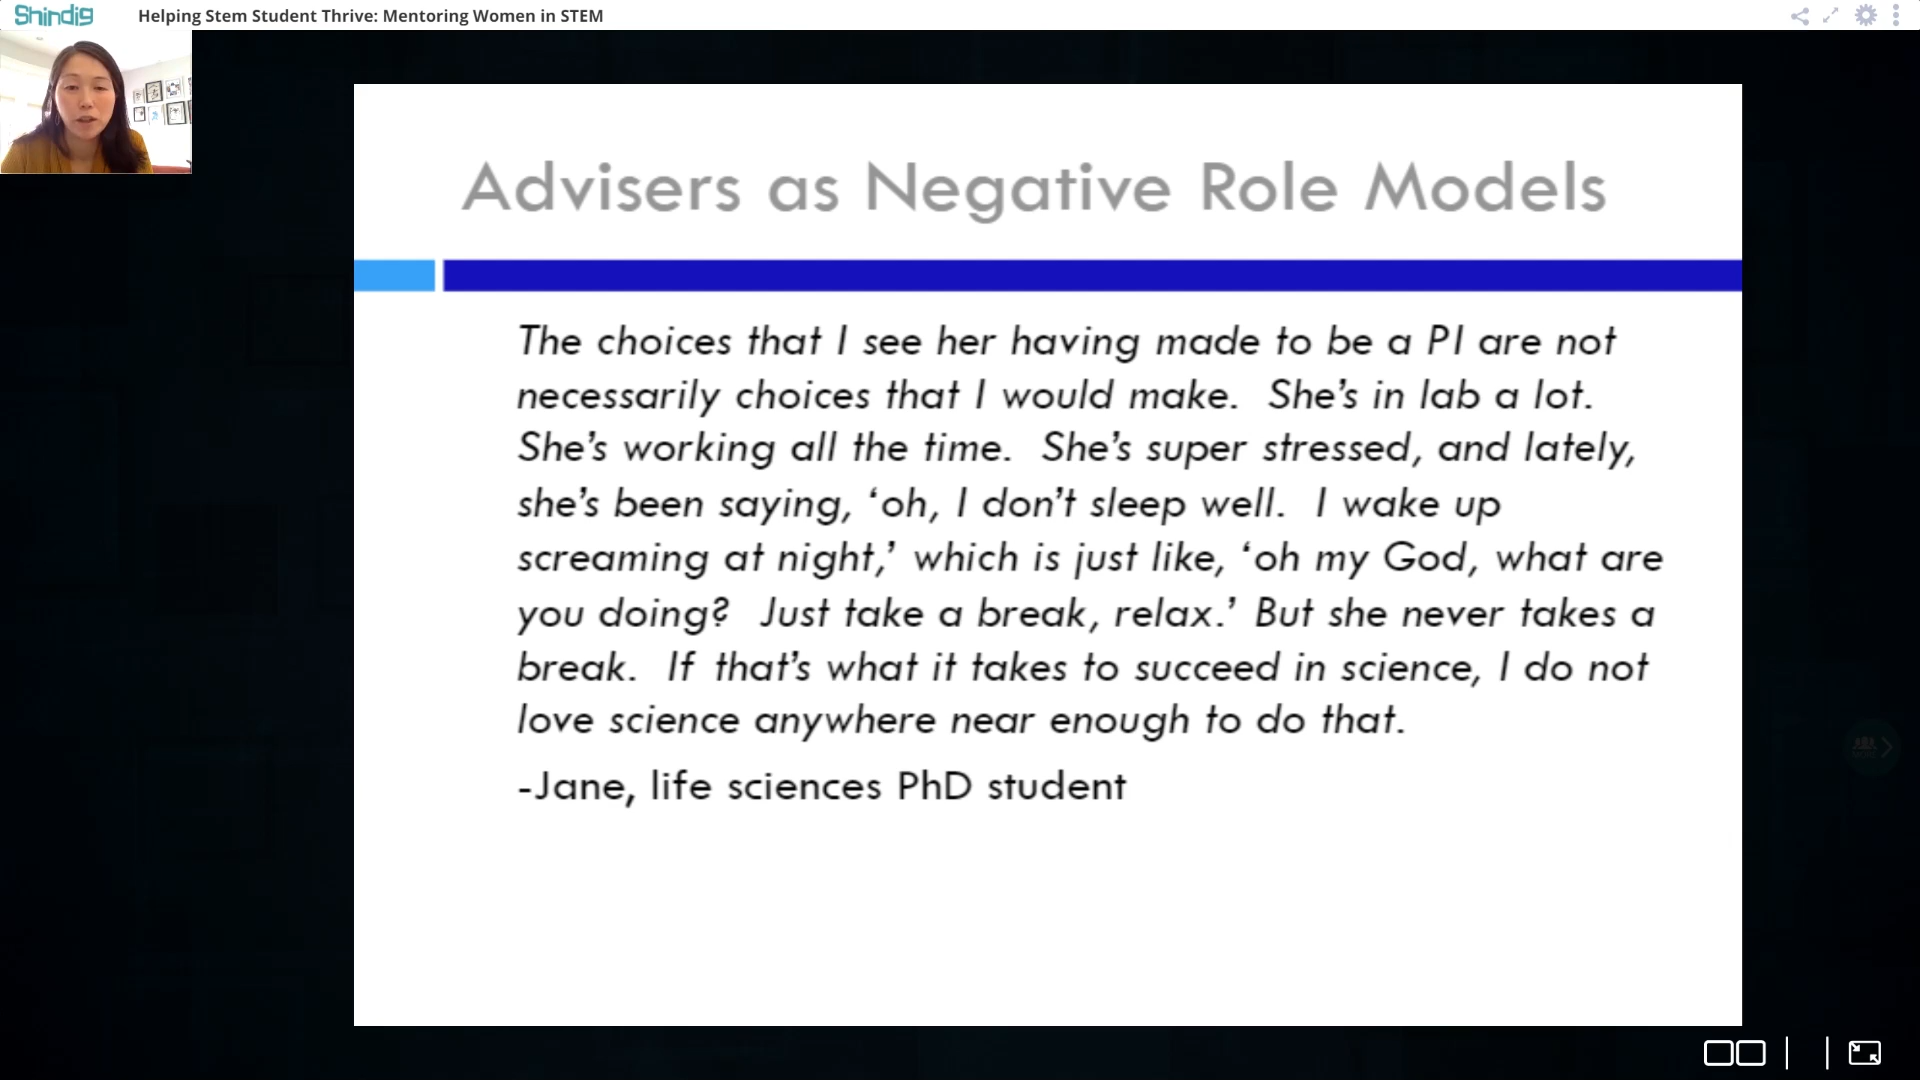 Shindig
Helping Stem Student Thrive: Mentoring Women in STEM
Advisers as Negative Role Models
The choices that I see her having made to be a PI are not
necessarily choices that I would make. She’s in lab a lot.
She’s working all the time. She’s super stressed, and lately,
she’s been saying, ‘oh, I don’t sleep well. I wake up
screaming at night,’ which is just like, ‘oh my God, what are
you doing? Just take a break, relax.’ But she never takes a
break. If that’s what it takes to succeed in science, I do not
love science anywhere near enough to do that.
-Jane, life sciences PhD student